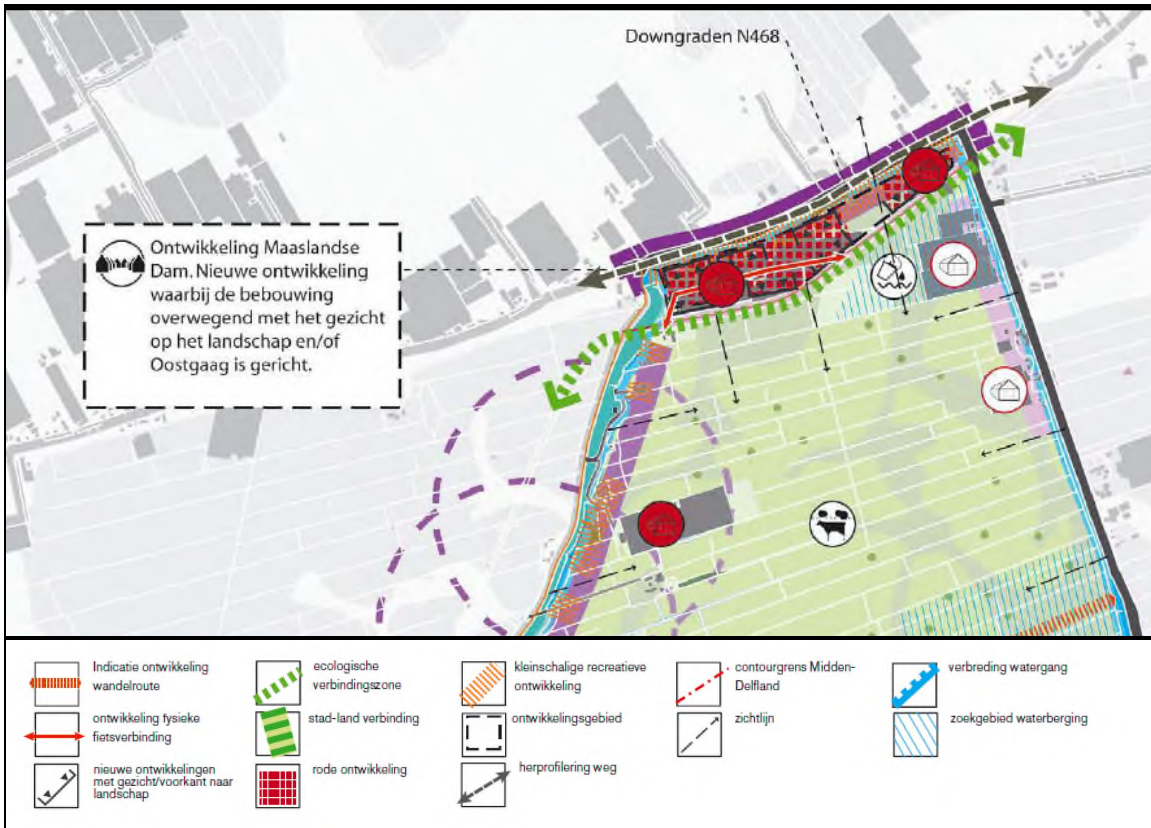 Downgraden N468
Ontwikkeling Maaslandse
Dam. Nieuwe ontwikkeling
waarbij de bebouwing
overwegend met het gezicht
op het landschap en/of
Oostgaag is gericht.
Indicatie ontwikkeling
wandelroute
ontwikkeling fysieke
fietsverbinding
nieuwe ontwikkelingen
met gezicht/voorkant naar
landschap
ecologische
verbindingszone
stad-land verbinding
rode ontwikkeling
kleinschalige recreatieve
ontwikkeling
ontwikkelingsgebied
herprofilering weg
contourgrens Midden-
Delfland
zichtlijn
verbreding watergang
zoekgebied waterberging